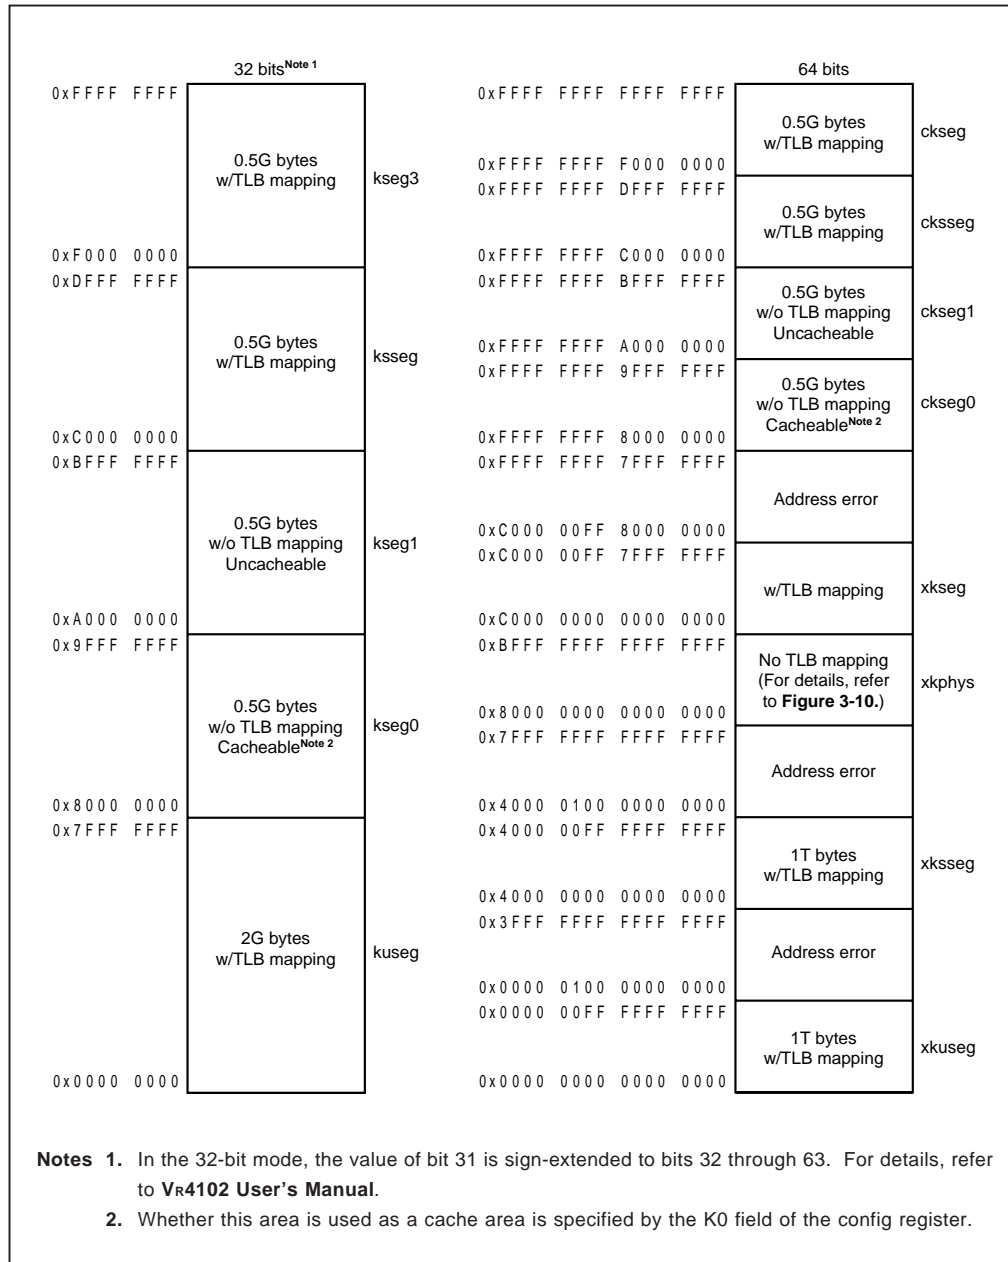 32 bitsNote 1
0xFFFF FFFF
0.5G bytes
w/TLB mapping
kseg3
0xF000 0000
0xDFFF FFFF
0.5G bytes
w/TLB mapping
ksseg
0xC000 0000
0xBFFF FFFF
0.5G bytes
w/o TLB mapping
Uncacheable
kseg1
0xA000 0000
0x9FFF FFFF
0.5G bytes
w/o TLB mapping
CacheableNote 2
kseg0
0x8000 0000
0x7FFF FFFF
2G bytes
w/TLB mapping
kuseg
0x0000 0000
64 bits
0xFFFF FFFF FFFF FFFF
0.5G bytes
w/TLB mapping
ckseg
0xFFFF FFFF F000 0000
0xFFFF FFFF DFFF FFFF
0.5G bytes
w/TLB mapping
cksseg
0xFFFF FFFF C000 0000
0xFFFF FFFF BFFF FFFF
0.5G bytes
w/o TLB mapping
Uncacheable
ckseg1
0xFFFF FFFF A000 0000
0xFFFF FFFF 9FFF FFFF
0.5G bytes
w/o TLB mapping
CacheableNote 2
ckseg0
0xFFFF FFFF 8000 0000
0xFFFF FFFF 7FFF FFFF
Address error
0xC000 00FF 8000 0000
0xC000 00FF 7FFF FFFF
w/TLB mapping
xkseg
0xC000 0000 0000 0000
0xBFFF FFFF FFFF FFFF
No TLB mapping
(For details, refer
to Figure 3-10.)
xkphys
0x8000 0000 0000 0000
0x7FFF FFFF FFFF FFFF
Address error
0x4000 0100 0000 0000
0x4000 00FF FFFF FFFF
1T bytes
w/TLB mapping
xksseg
0x4000 0000 0000 0000
0x3FFF FFFF FFFF FFFF
Address error
0x0000 0100 0000 0000
0x0000 00FF FFFF FFFF
1T bytes
w/TLB mapping
xkuseg
0x0000 0000 0000 0000
Notes 1. In the 32-bit mode, the value of bit 31 is sign-extended to bits 32 through 63. For details, refer
to VR4102 User's Manual.
2. Whether this area is used as a cache area is specified by the K0 field of the config register.